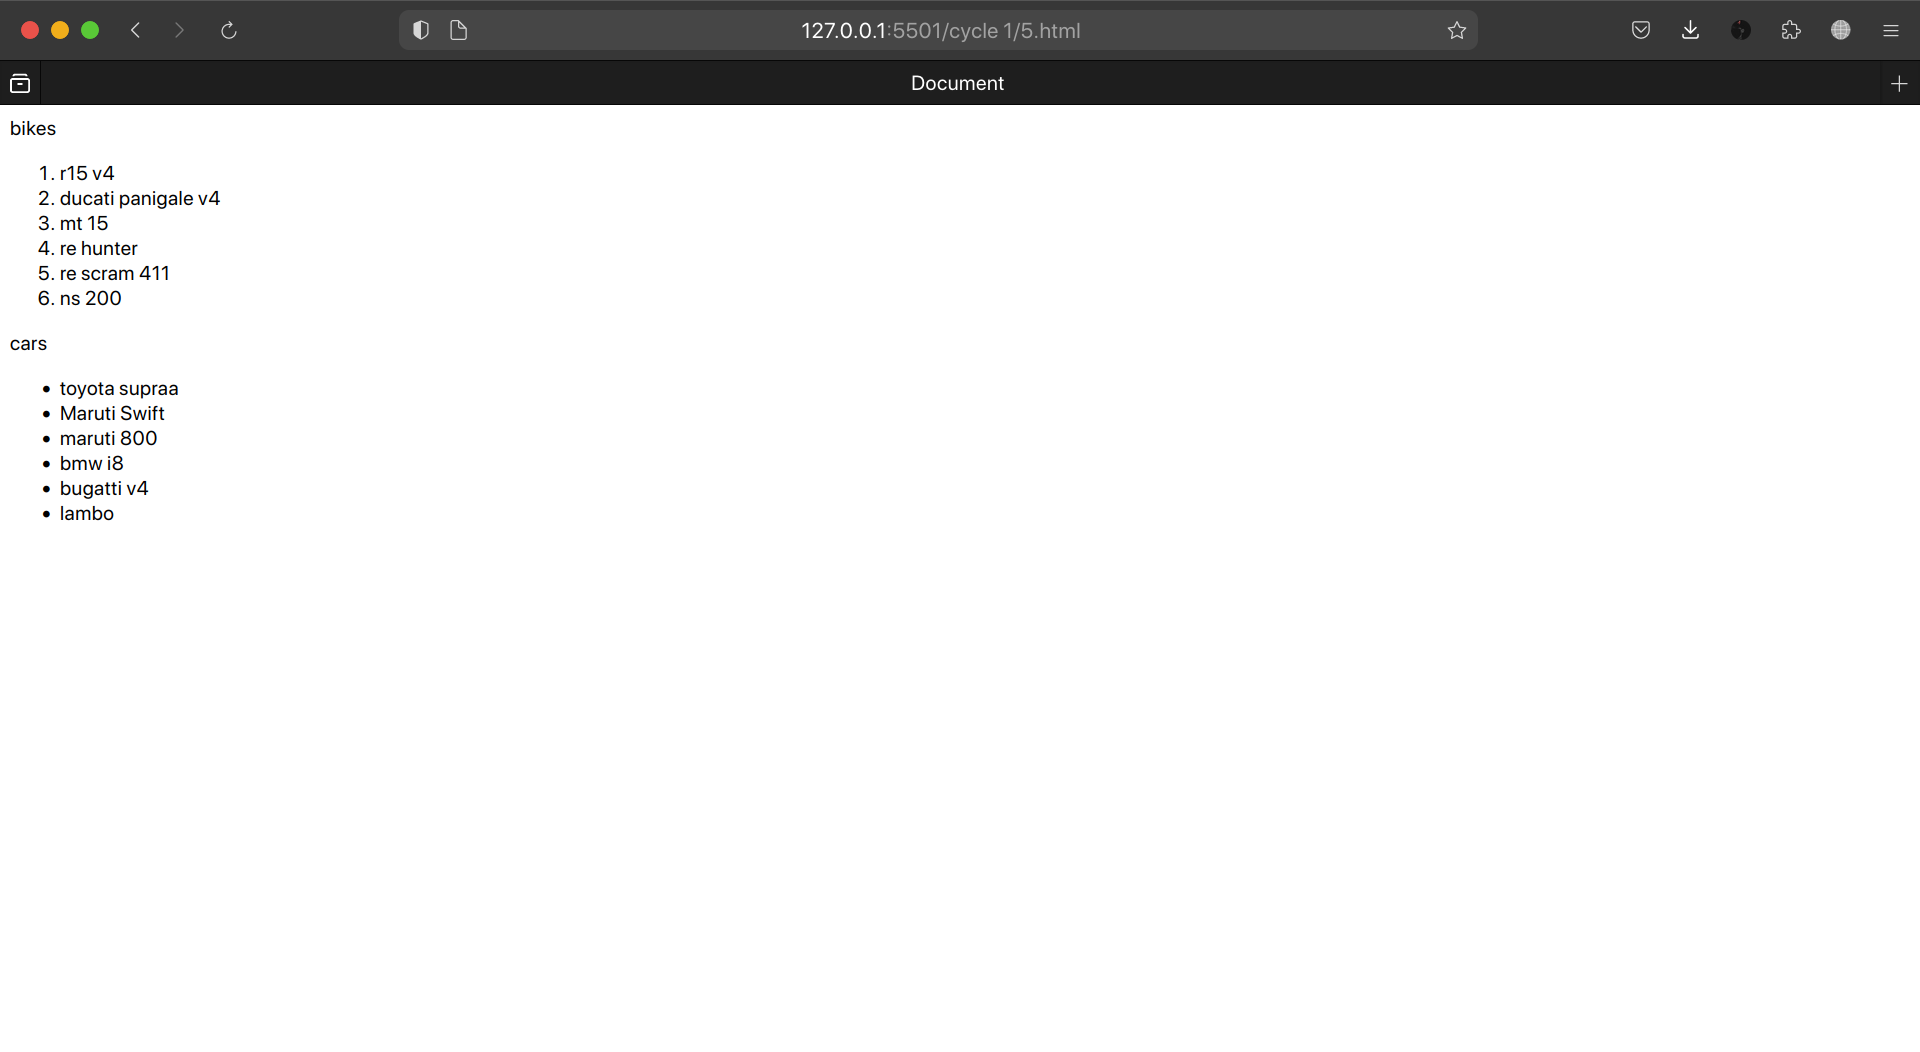 127.0.0.1:5501/cycle 1/5.html
Document
bikes
1. r15 v4
2. ducati panigale v4
3. mt 15
4. re hunter
5. re scram 411
6. ns 200
cars
• toyota supraa
• Maruti Swift
• maruti 800
• bmw i8
• bugatti v4
• lambo